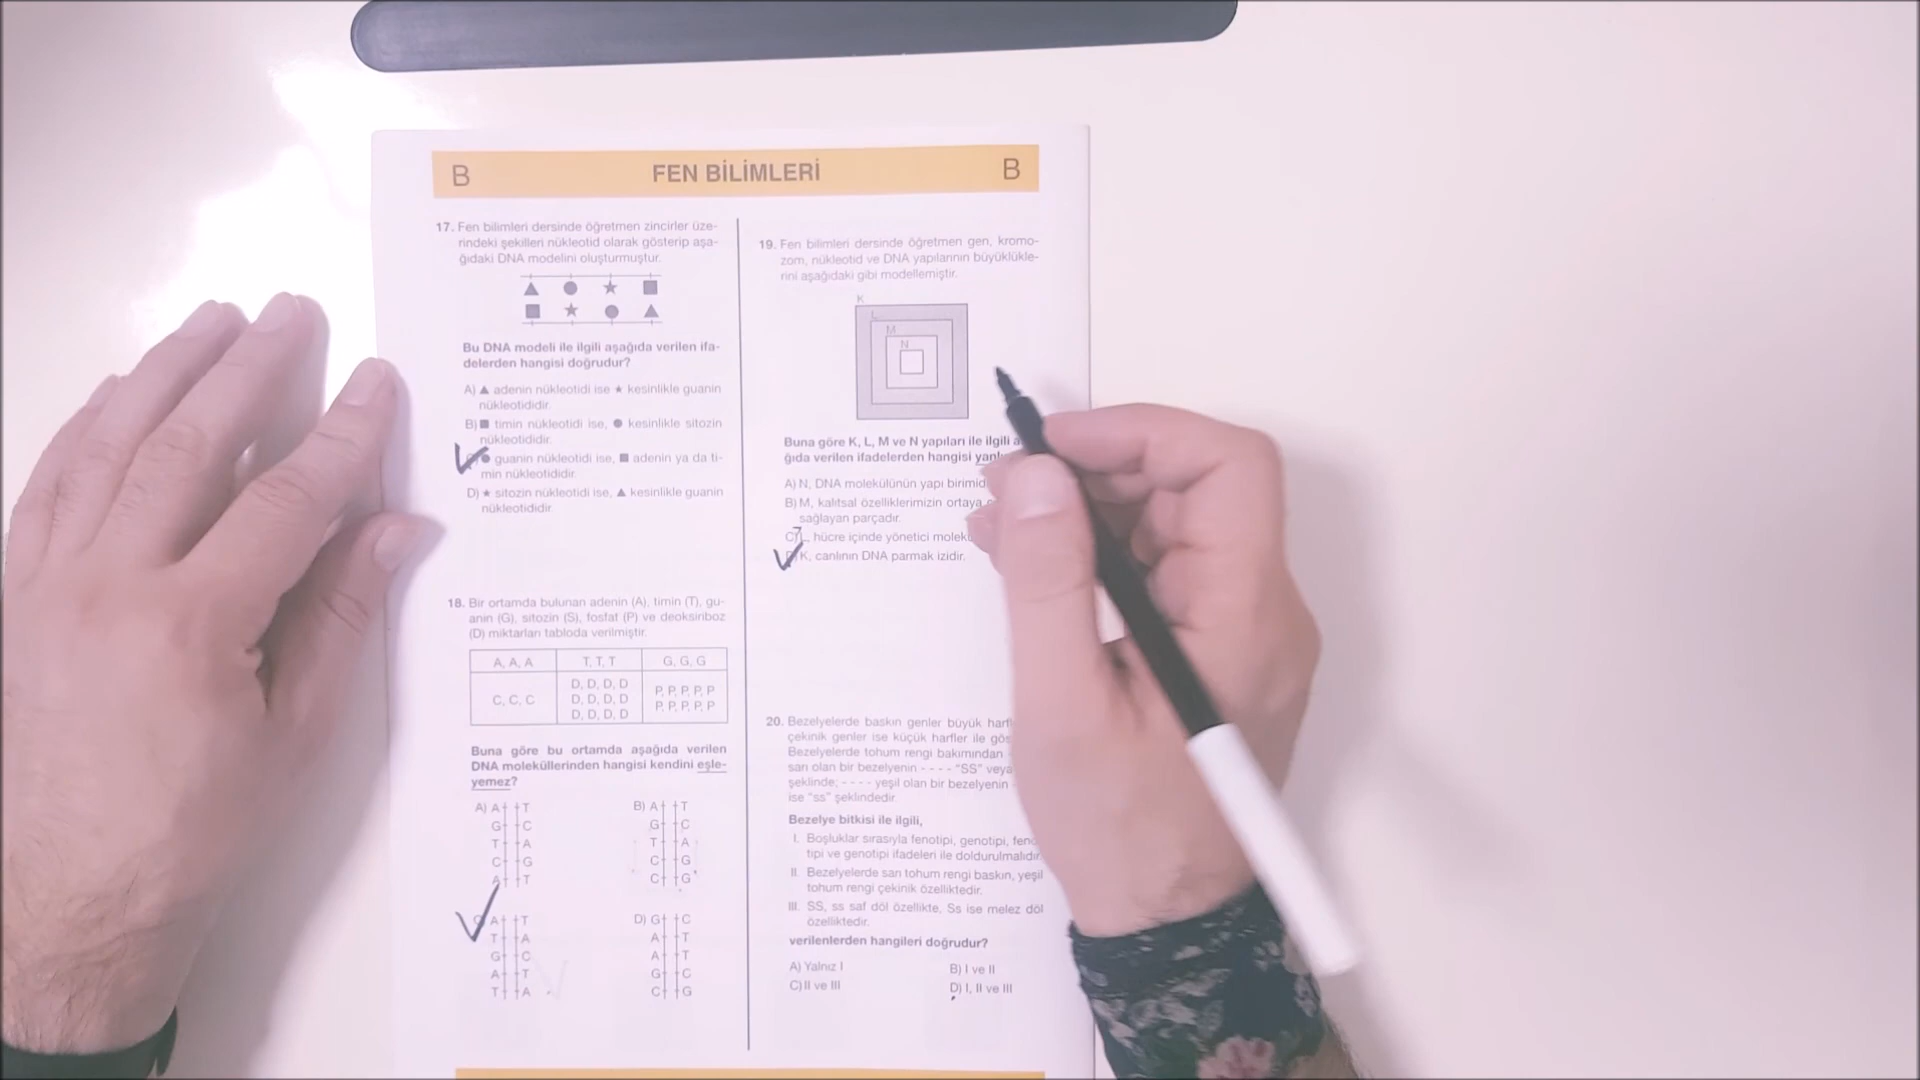 B FEN BİLİMLERİ B
17. Fen bilimleri dersinde öğretmen zincirler üze-
rindeki şekilleri nükleotid olarak gösterip aşa-
ğıdaki DNA modelini oluşturmuştur.
Bu DNA modeli ile ilgili aşağıda verilen ifa-
delerden hangisi doğrudur?
A) ▲ adenin nükleotidi ise ★ kesinlikle guanin
nükleotididir.
B) ■ timin nükleotidi ise, ● kesinlikle sitozin
nükleotididir.
● guanin nükleotidi ise, ■ adenin ya da ti-
min nükleotididir.
D) ★ sitozin nükleotidi ise, ▲ kesinlikle guanin
nükleotididir.
18. Bir ortamda bulunan adenin (A), timin (T), gu-
anin (G), sitozin (S), fosfat (P) ve deoksiriboz
(D) miktarları tabloda verilmiştir.
A, A, A T, T, T G, G, G
C, C, C
D, D, D, D
D, D, D, D
D, D, D, D
P, P, P, P, P
P, P, P, P, P
Buna göre bu ortamda aşağıda verilen
DNA moleküllerinden hangisi kendini eşle-
yemez?
A) A T
G C
T A
C G
A T
B) A T
G C
T A
C G
C G
A T
T A
G C
A T
T A
D) G C
A T
A T
G C
C G
19. Fen bilimleri dersinde öğretmen gen, kromo-
zom, nükleotid ve DNA yapılarının büyüklükle-
rini aşağıdaki gibi modellemiştir.
K
L
M
N
Buna göre K, L, M ve N yapıları ile ilgili
ğıda verilen ifadelerden hangisi
A) N, DNA molekülünün yapı
B) M, kalıtsal özelliklerimizin ortaya
sağlayan parçadır.
C) L, hücre içinde yönetici
K, canlının DNA parmak izidir.
20. Bezelyelerde baskın genler büyük
çekinik genler ise küçük harfler ile
Bezelyelerde tohum rengi bakımından
sarı olan bir bezelyenin - - - - "SS" veya
şeklinde; - - - - yeşil olan bir bezelyenin
ise "ss" şeklindedir.
Bezelye bitkisi ile ilgili,
I. Boşluklar sırasıyla fenotipi, genotipi, feno-
tipi ve genotipi ifadeleri ile doldurulmalıdır.
II. Bezelyelerde sarı tohum rengi baskın, yeşil
tohum rengi çekinik özelliktedir.
III. SS, ss saf döl özellikte, Ss ise melez döl
özelliktedir.
verilenlerden hangileri doğrudur?
A) Yalnız I B) I ve II
C) II ve III D) I, II ve III